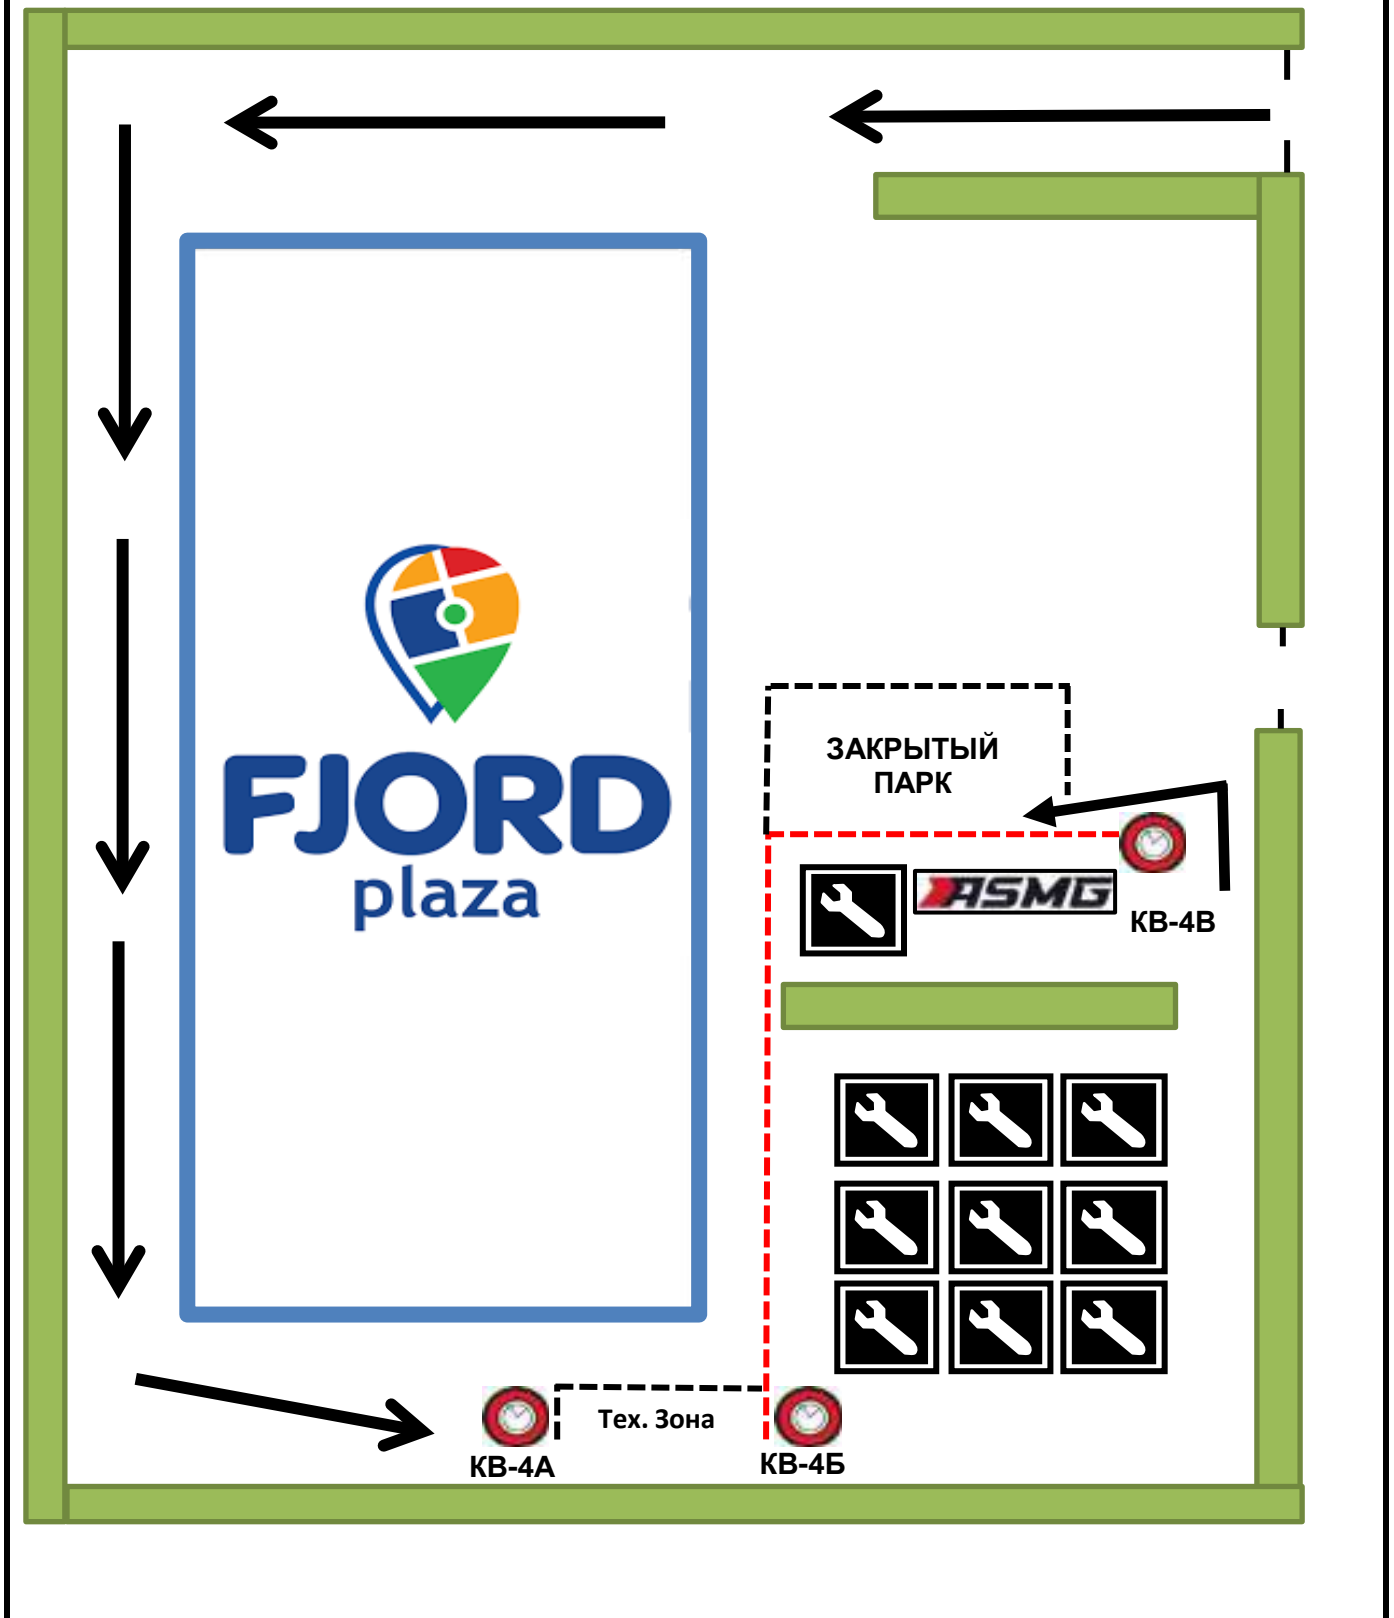 FJORD
plaza
ЗАКРЫТЫЙ
ПАРК
ASMG
КВ-4В
Тех. Зона
КВ-4А
КВ-4Б